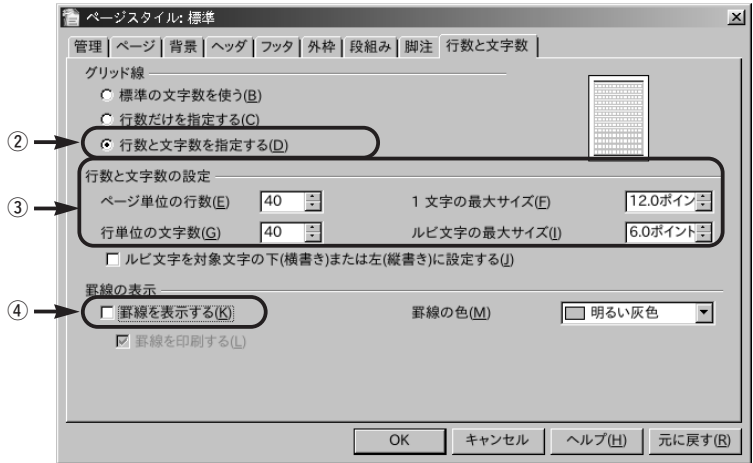 ページスタイル: 標準
管理 ページ 背景 ヘッダ フッタ 外枠 段組み 脚注 行数と文字数
グリッド線
標準の文字数を使う(B)
行数だけを指定する(C)
② 行数と文字数を指定する(D)
行数と文字数の設定
③ ページ単位の行数(E) 40 1 文字の最大サイズ(F) 12.0ポイン
行単位の文字数(G) 40 ルビ文字の最大サイズ(I) 6.0ポイント
ルビ文字を対象文字の下(横書き)または左(縦書き)に設定する(J)
罫線の表示
④ 罫線を表示する(K) 罫線の色(M) 明るい灰色
罫線を印刷する(L)
OK キャンセル ヘルプ(H) 元に戻す(R)